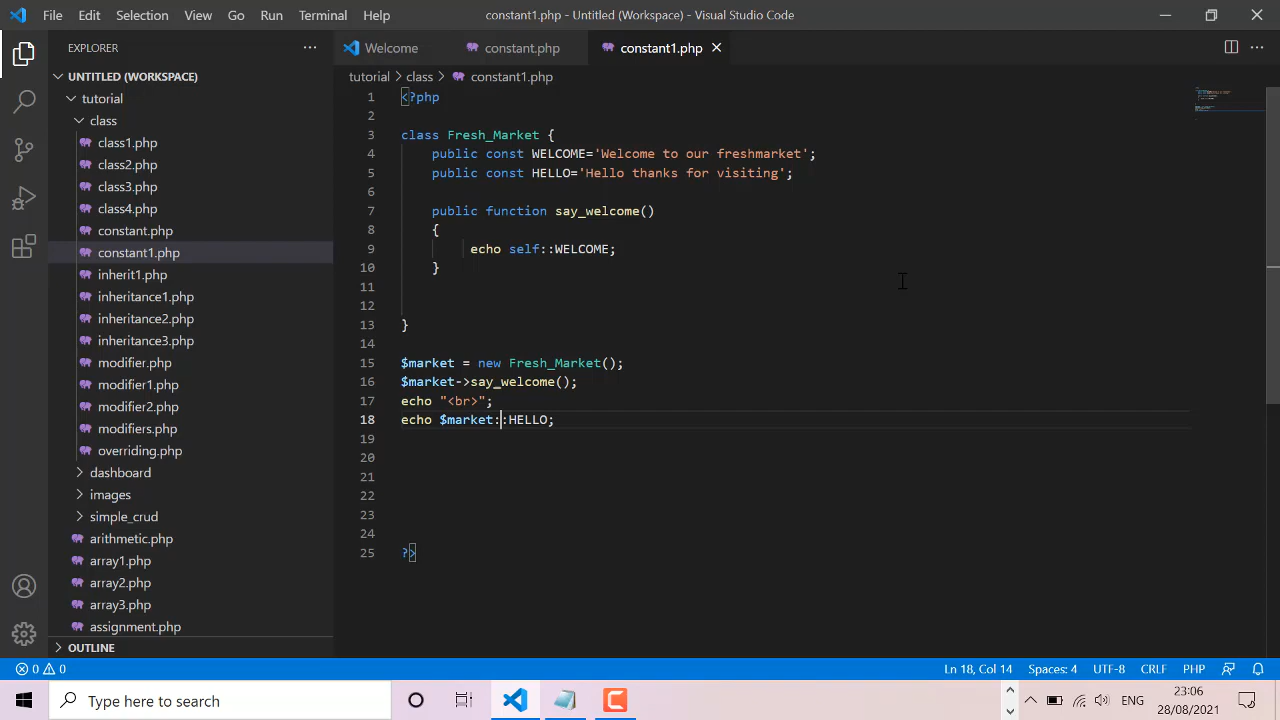 File Edit Selection View Go Run Terminal Help constant1.php - Untitled (Workspace) - Visual Studio Code
EXPLORER
Welcome constant.php constant1.php
UNTITLED (WORKSPACE)
tutorial
class
class1.php
class2.php
class3.php
class4.php
constant.php
constant1.php
inherit1.php
inheritance1.php
inheritance2.php
inheritance3.php
modifier.php
modifier1.php
modifier2.php
modifiers.php
overriding.php
dashboard
images
simple_crud
arithmetic.php
array1.php
array2.php
array3.php
assignment.php
OUTLINE
tutorial > class > constant1.php
1 <?php
2
3 class Fresh_Market {
4 public const WELCOME='Welcome to our freshmarket';
5 public const HELLO='Hello thanks for visiting';
6
7 public function say_welcome()
8 {
9 echo self::WELCOME;
10 }
11
12
13 }
14
15 $market = new Fresh_Market();
16 $market->say_welcome();
17 echo "<br>";
18 echo $market::HELLO;
19
20
21
22
23
24
25 ?>
0 0 Ln 18, Col 14 Spaces: 4 UTF-8 CRLF PHP
Type here to search
ENG
23:06
28/08/2021